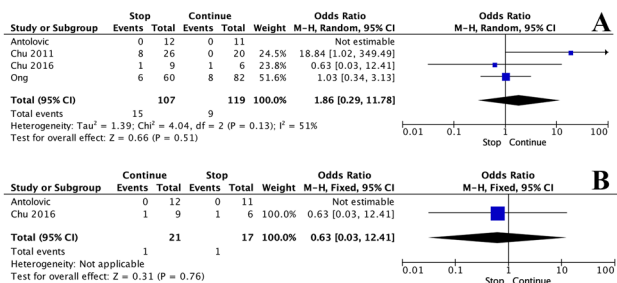 Stop Continue Odds Ratio Odds Ratio A
Study or Subgroup Events Total Events Total Weight M-H, Random, 95% CI M-H, Random, 95% CI
Antolovic 0 12 0 11 Not estimable
Chu 2011 8 26 0 20 24.5% 18.84 [1.02, 349.49]
Chu 2016 1 9 1 6 23.8% 0.63 [0.03, 12.41]
Ong 6 60 8 82 51.6% 1.03 [0.34, 3.13]
Total (95% CI) 107 119 100.0% 1.86 [0.29, 11.78]
Total events 15 9
Heterogeneity: Tau² = 1.39; Chi² = 4.04, df = 2 (P = 0.13); I² = 51%
Test for overall effect: Z = 0.66 (P = 0.51)
0.01 0.1 1 10 100
Stop Continue
Continue Stop Odds Ratio Odds Ratio B
Study or Subgroup Events Total Events Total Weight M-H, Fixed, 95% CI M-H, Fixed, 95% CI
Antolovic 0 12 0 11 Not estimable
Chu 2016 1 9 1 6 100.0% 0.63 [0.03, 12.41]
Total (95% CI) 21 17 100.0% 0.63 [0.03, 12.41]
Total events 1 1
Heterogeneity: Not applicable
Test for overall effect: Z = 0.31 (P = 0.76)
0.01 0.1 1 10 100
Stop Continue